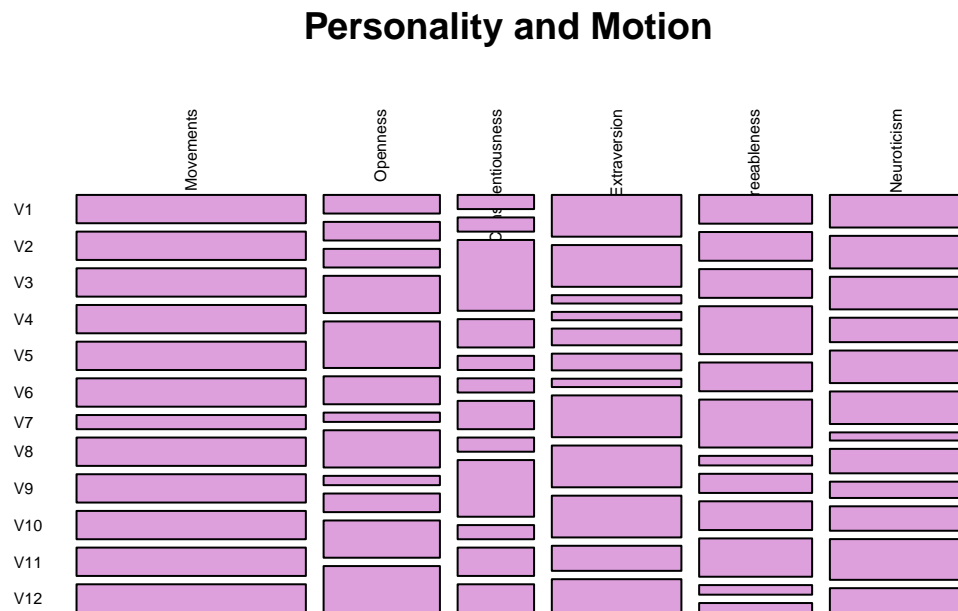 Personality and Motion
Movements
Openness
Extraversion
Neuroticism
V1
V2
V3
V4
V5
V6
V7
V8
V9
V10
V11
V12